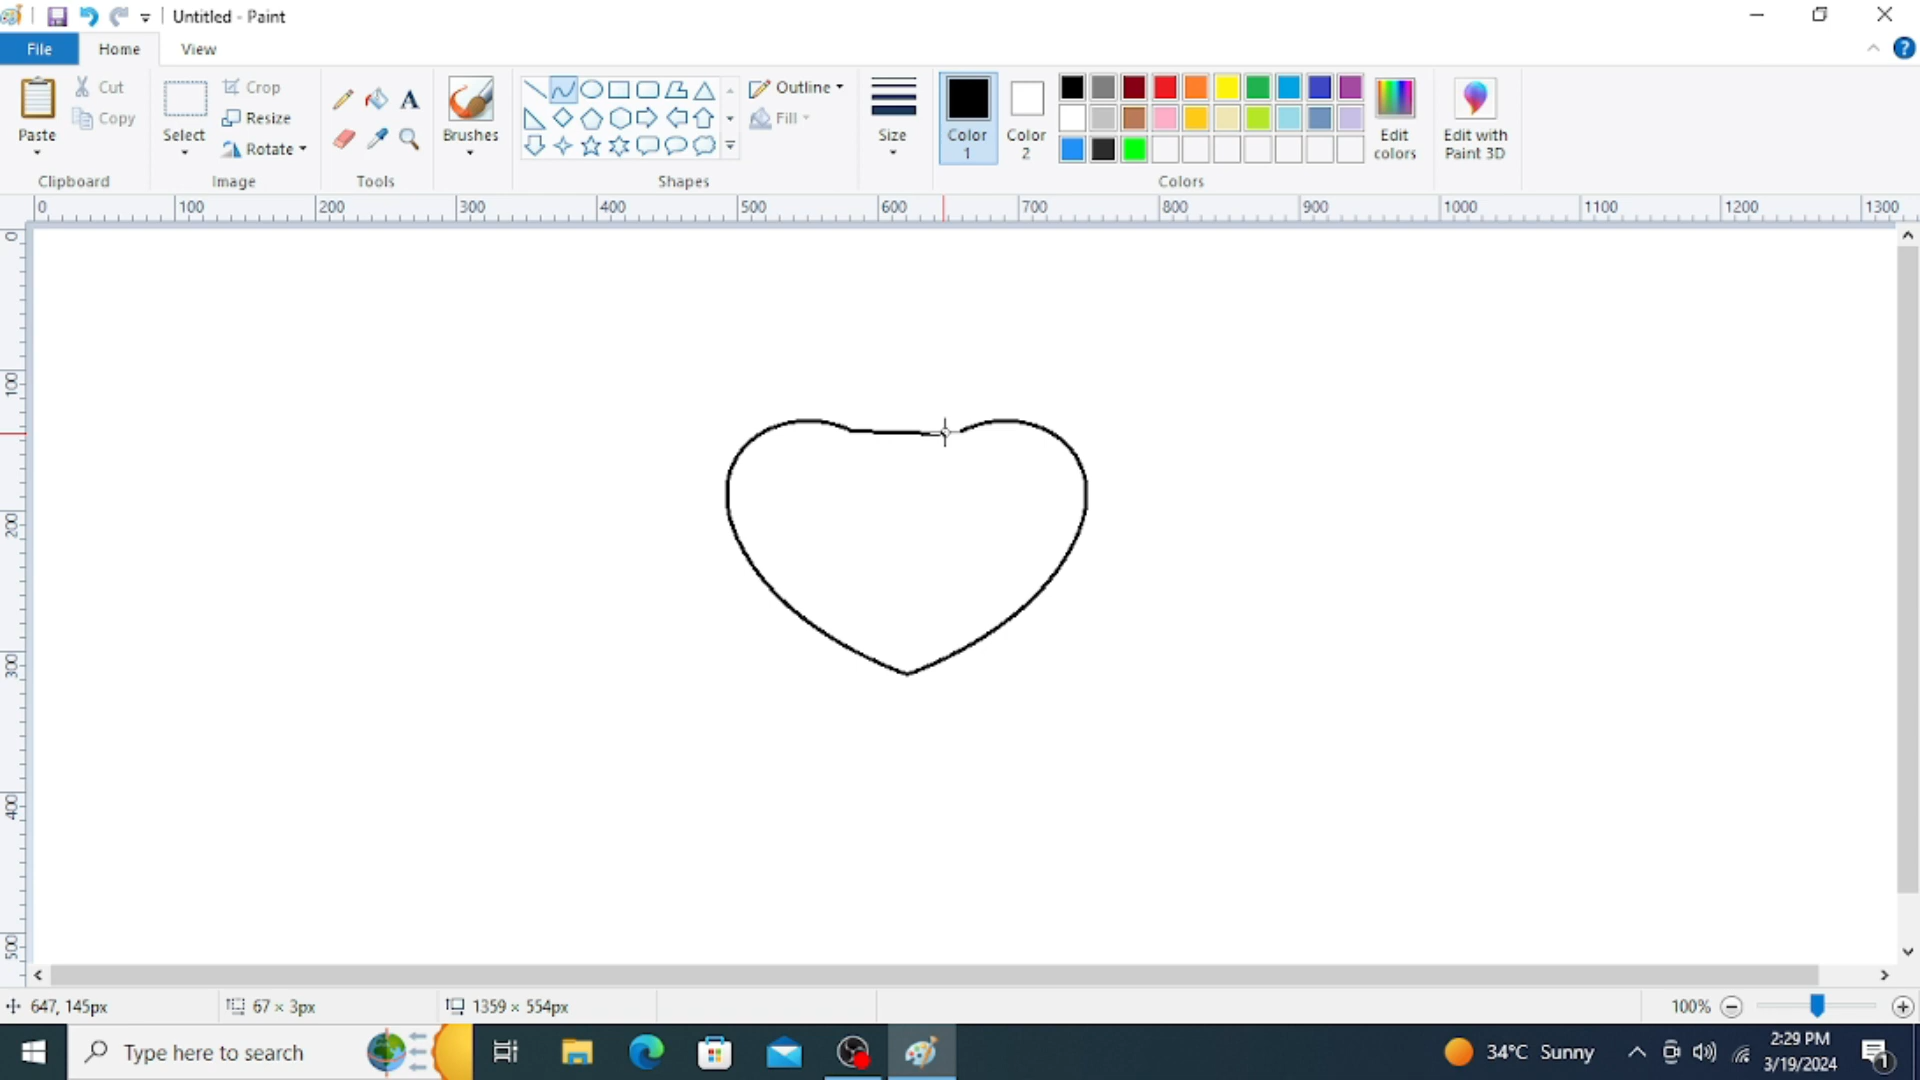 Untitled - Paint
File Home View
Paste Cut Copy Clipboard
Select Crop Resize Rotate Image
Tools
A
Brushes
Outline Fill
Shapes
Size
Color 1
Color 2
Edit colors
Edit with Paint 3D
Colors
0 100 200 300 400 500 600 700 800 900 1000 1100 1200 1300
0
100
200
300
400
500
647, 145px 67 × 3px 1359 × 554px 100%
Type here to search 34°C Sunny 2:29 PM
3/19/2024 1